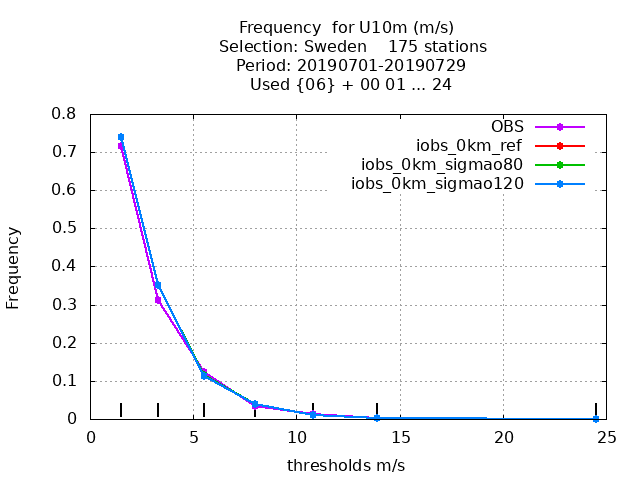 Frequency  for U10m (m/s)
Selection: Sweden    175 stations
Period: 20190701-20190729
Used {06} + 00 01 ... 24
OBS
iobs_0km_ref
iobs_0km_sigmao80
iobs_0km_sigmao120
Frequency
0.8
0.7
0.6
0.5
0.4
0.3
0.2
0.1
0
0 5 10 15 20 25
thresholds m/s